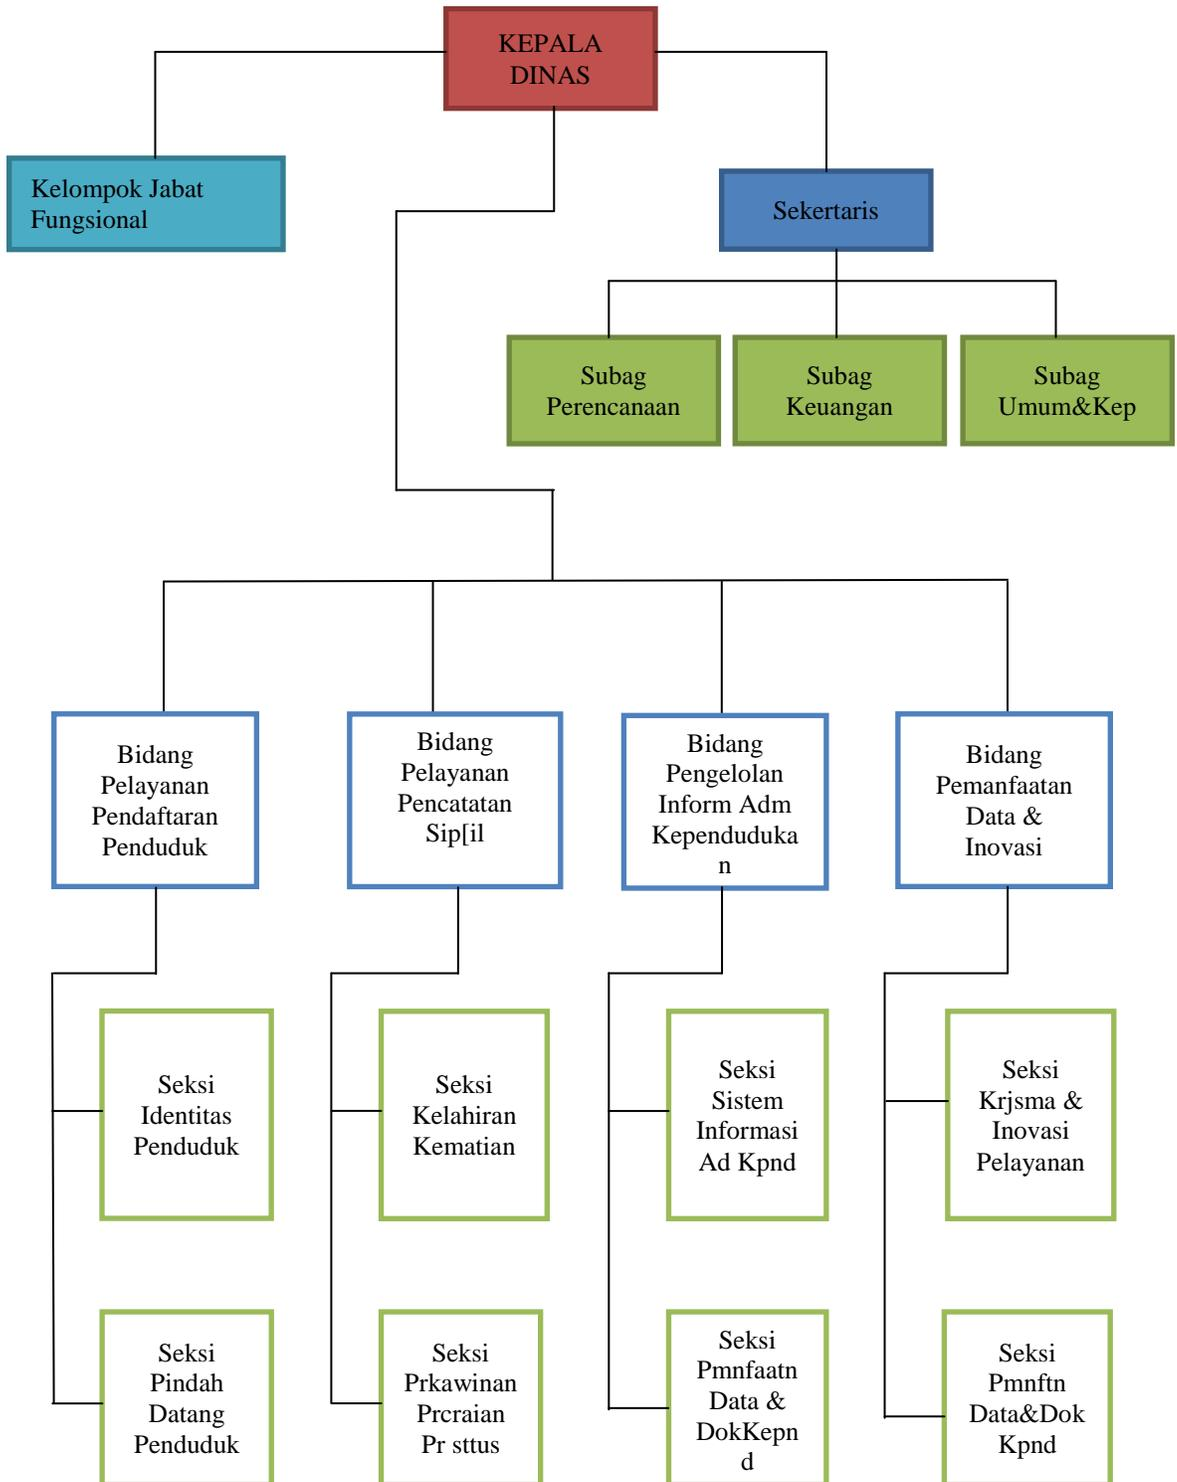 KEPALA
DINAS
Kelompok Jabat
Fungsional
Sekertaris
Subag
Perencanaan
Subag
Keuangan
Subag
Umum&Kep
Bidang
Pelayanan
Pendaftaran
Penduduk
Bidang
Pelayanan
Pencatatan
Sip[il
Bidang
Pengelolan
Inform Adm
Kependuduka
n
Bidang
Pemanfaatan
Data &
Inovasi
Seksi
Identitas
Penduduk
Seksi
Kelahiran
Kematian
Seksi
Sistem
Informasi
Ad Kpnd
Seksi
Krjsma &
Inovasi
Pelayanan
Seksi
Pindah
Datang
Penduduk
Seksi
Prkawinan
Prcraian
Pr sttus
Seksi
Pmnfaatn
Data &
DokKepn
d
Seksi
Pmnftn
Data&Dok
Kpnd